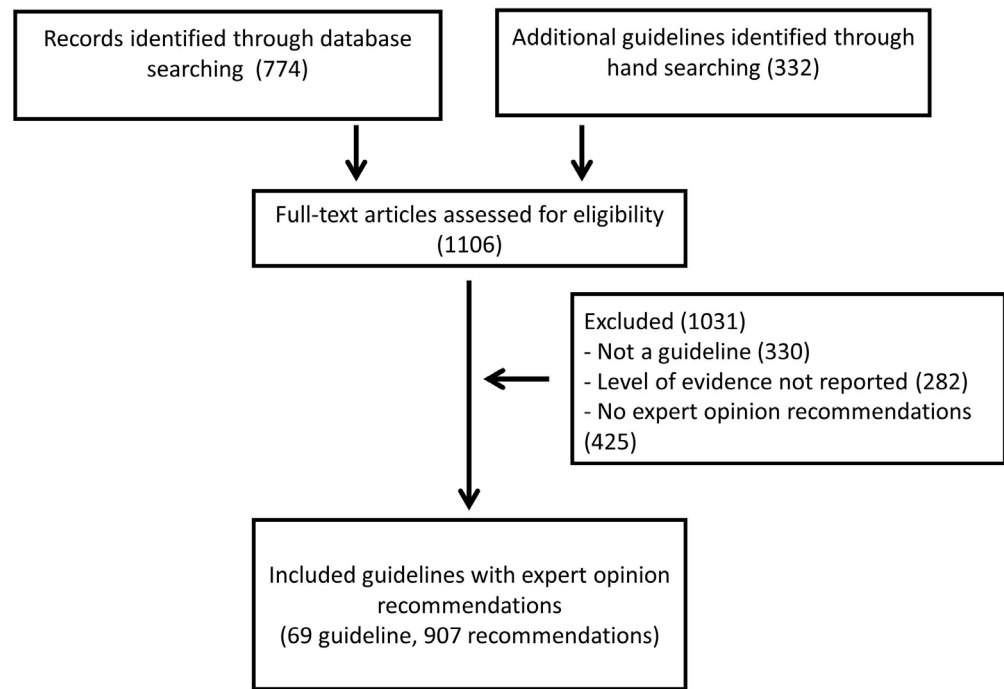 Records identified through database
searching  (774)
Additional guidelines identified through
hand searching (332)
Full-text articles assessed for eligibility
(1106)
Excluded (1031)
- Not a guideline (330)
- Level of evidence not reported (282)
- No expert opinion recommendations
(425)
Included guidelines with expert opinion
recommendations
(69 guideline, 907 recommendations)